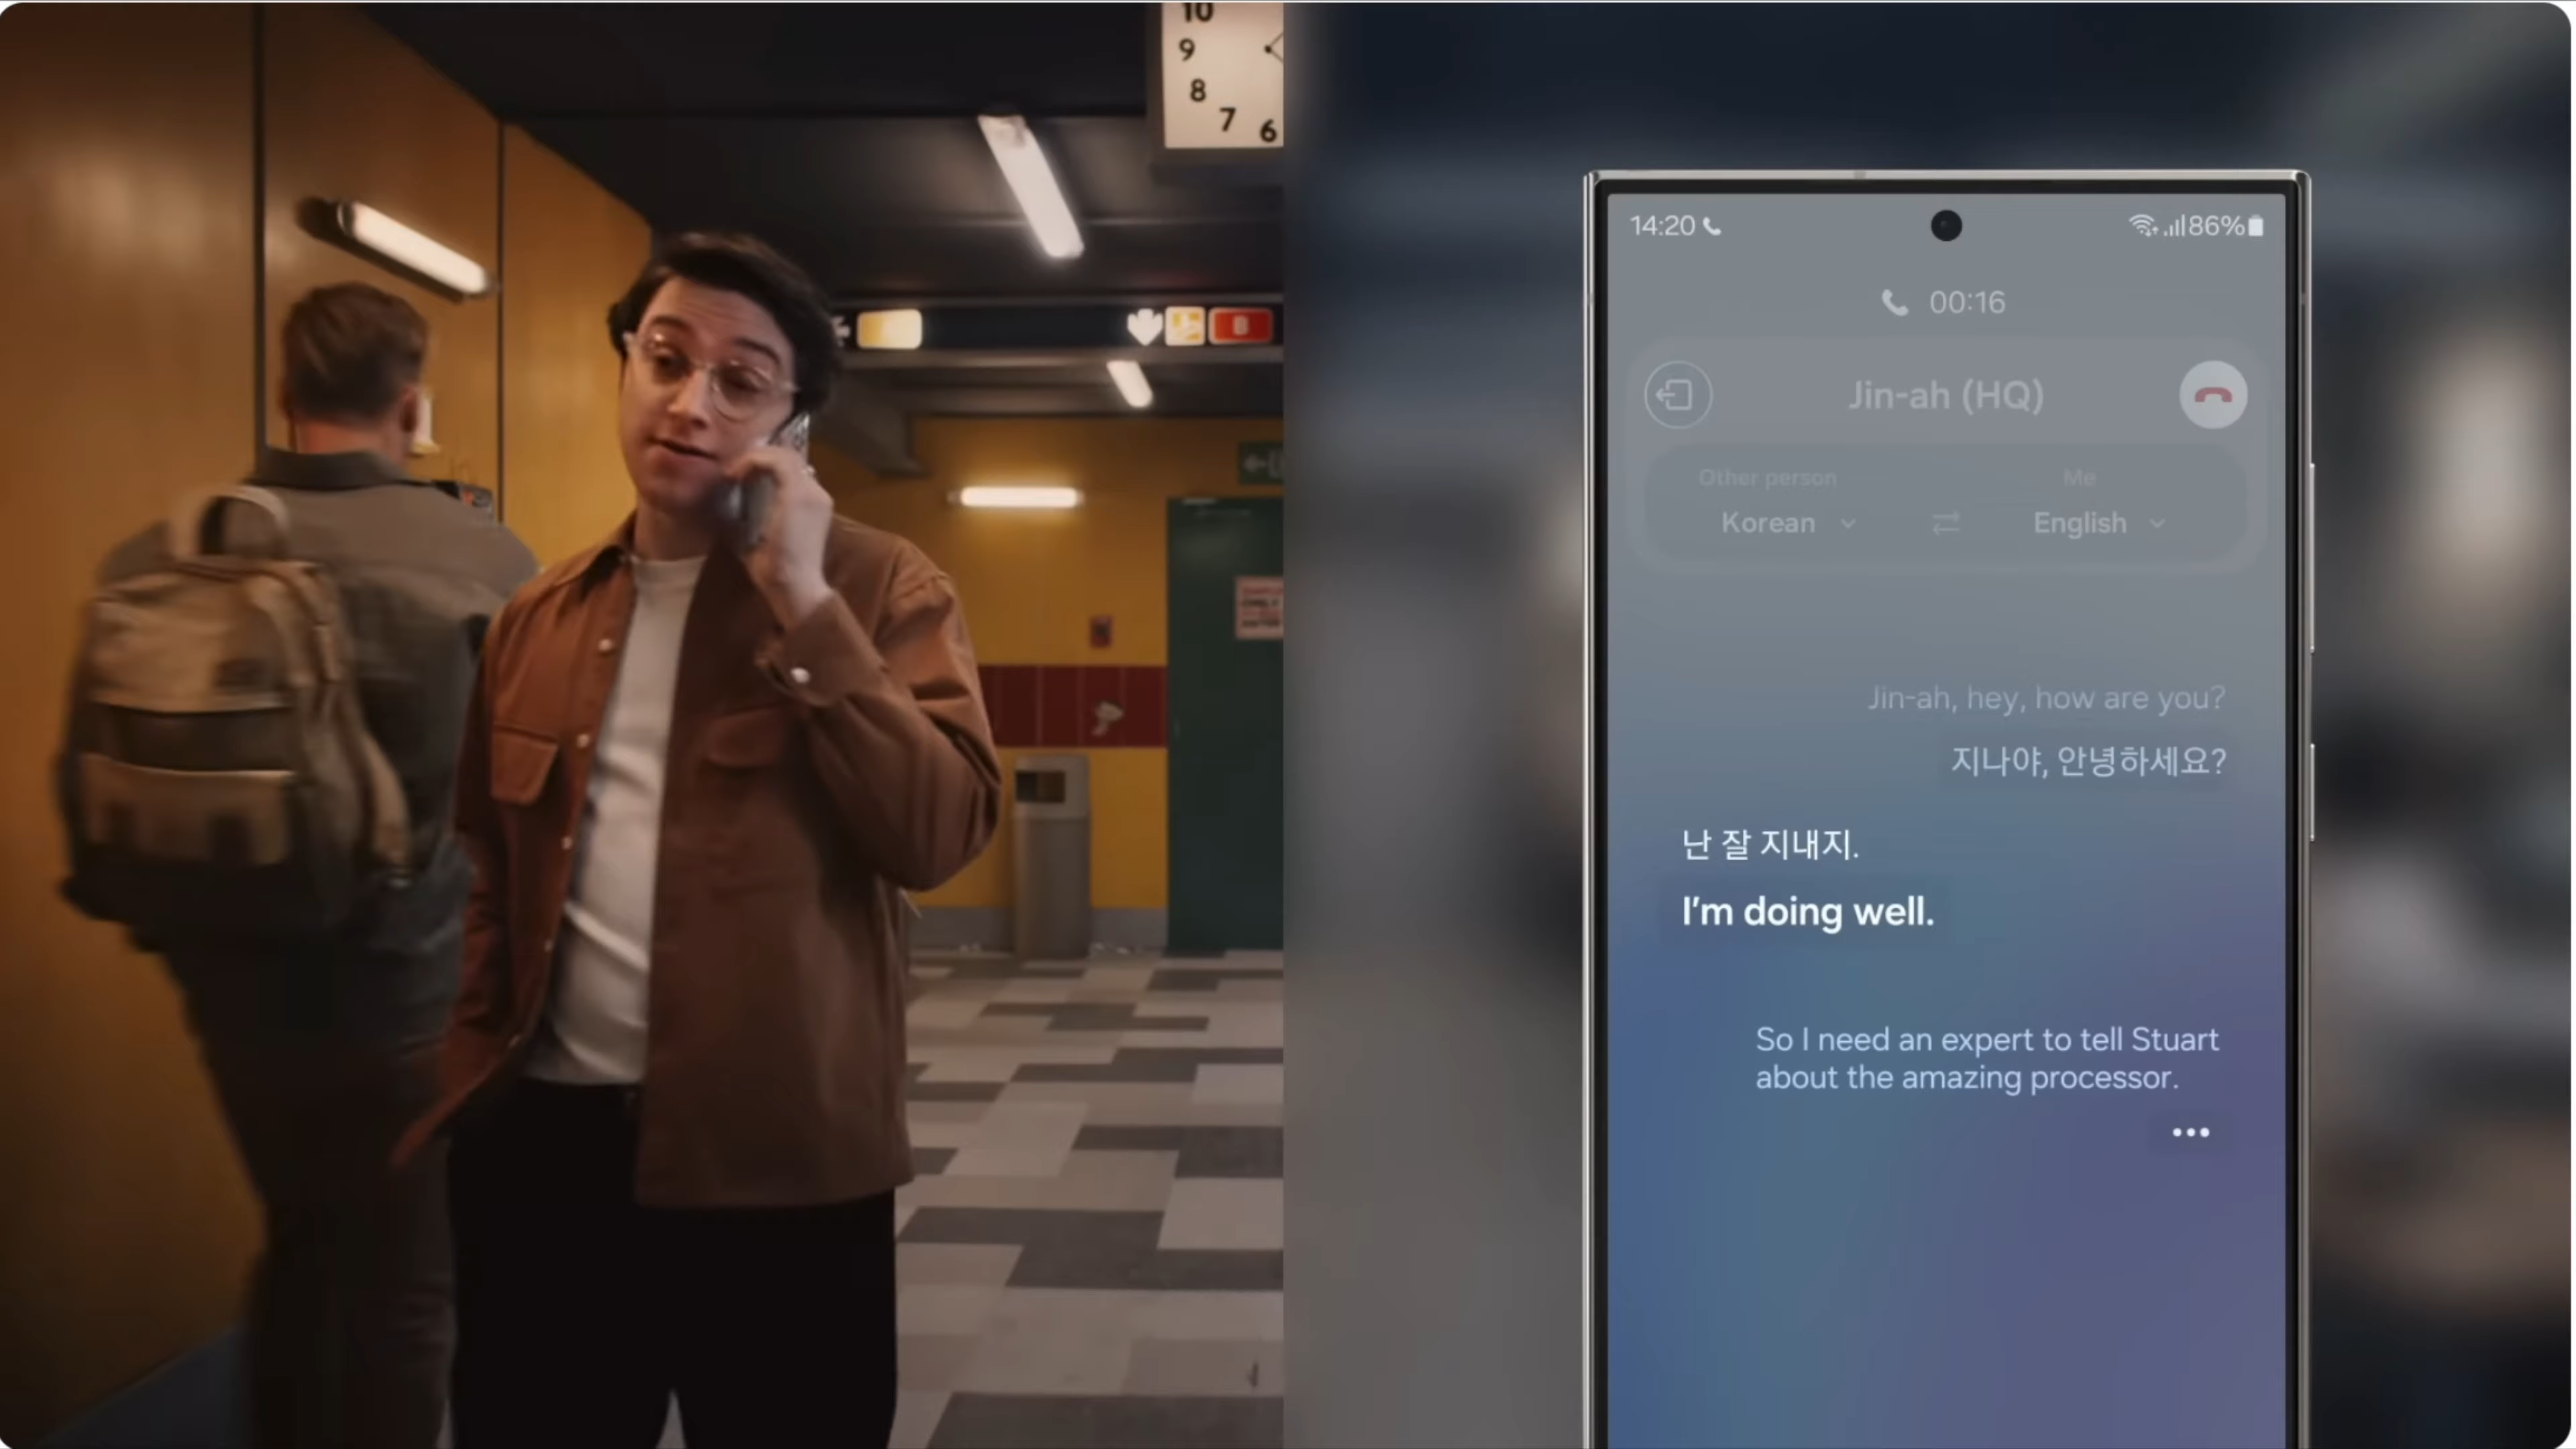 10
9
8
7
6
B
14:20
86%
00:16
Jin-ah (HQ)
Other person
Me
Korean
English
Jin-ah, hey, how are you?
지나야, 안녕하세요?
난 잘 지내지.
I'm doing well.
So I need an expert to tell Stuart
about the amazing processor.